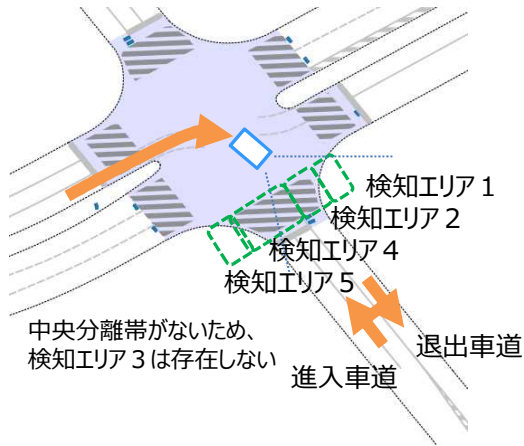 検知エリア１
検知エリア２
検知エリア４
検知エリア５
中央分離帯がないため、
検知エリア３は存在しない
退出車道
進入車道